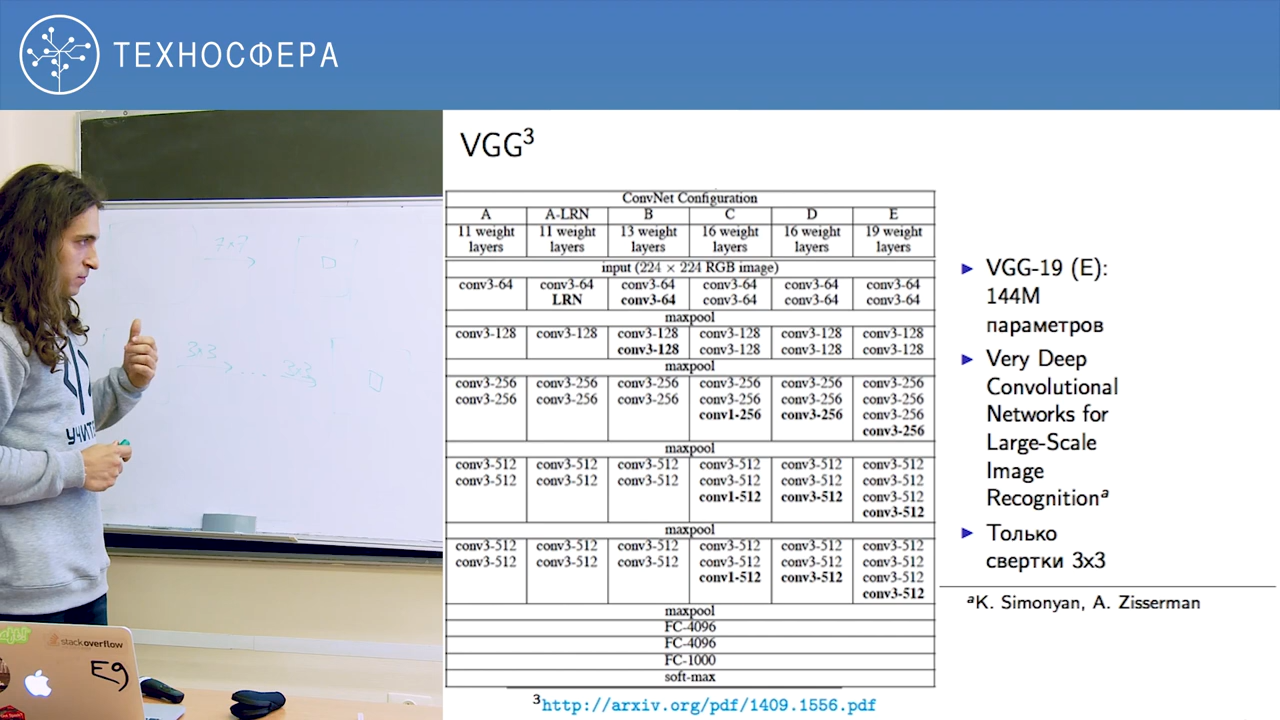 ТЕХНОСФЕРА
VGG3
ConvNet Configuration
A A-LRN B C D E
11 weight layers 11 weight layers 13 weight layers 16 weight layers 16 weight layers 19 weight layers
input (224 × 224 RGB image)
conv3-64 conv3-64 conv3-64 conv3-64 conv3-64 conv3-64
LRN conv3-64 conv3-64 conv3-64 conv3-64
maxpool
conv3-128 conv3-128 conv3-128 conv3-128 conv3-128 conv3-128
conv3-128 conv3-128 conv3-128 conv3-128
maxpool
conv3-256 conv3-256 conv3-256 conv3-256 conv3-256 conv3-256
conv3-256 conv3-256 conv3-256 conv3-256 conv3-256 conv3-256
conv1-256 conv3-256 conv3-256
conv3-256
maxpool
conv3-512 conv3-512 conv3-512 conv3-512 conv3-512 conv3-512
conv3-512 conv3-512 conv3-512 conv3-512 conv3-512 conv3-512
conv1-512 conv3-512 conv3-512
conv3-512
maxpool
conv3-512 conv3-512 conv3-512 conv3-512 conv3-512 conv3-512
conv3-512 conv3-512 conv3-512 conv3-512 conv3-512 conv3-512
conv1-512 conv3-512 conv3-512
conv3-512
maxpool
FC-4096
FC-4096
FC-1000
soft-max
VGG-19 (E):
144M
параметров
Very Deep
Convolutional
Networks for
Large-Scale
Image
Recognitionᵃ
Только
свертки 3x3
ᵃK. Simonyan, A. Zisserman
3http://arxiv.org/pdf/1409.1556.pdf
7x7
3x3 ... 3x3
stackoverflow
E9